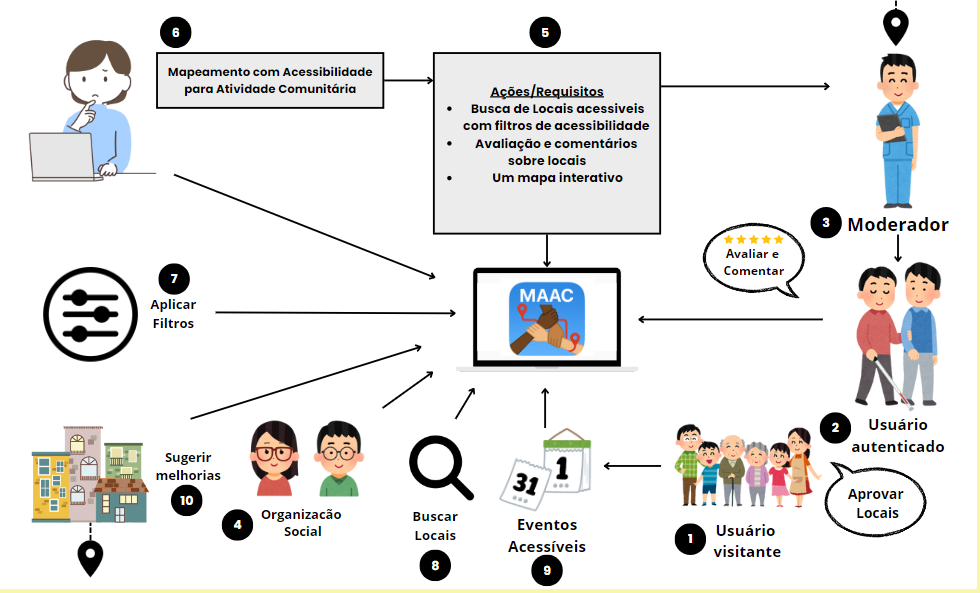 6
Mapeamento com Acessibilidade
para Atividade Comunitária
5
Ações/Requisitos
• Busca de Locais acessiveis
com filtros de acessibilidade
• Avaliação e comentários
sobre locais
• Um mapa interativo
3
Moderador
★★★★★
Avaliar e
Comentar
7
Aplicar
Filtros
MAAC
2
Usuário
autenticado
Aprovar
Locais
Sugerir
melhorias
10
4
Organizacão
Social
Buscar
Locais
8
31
1
Eventos
Acessíveis
9
1
Usuário
visitante